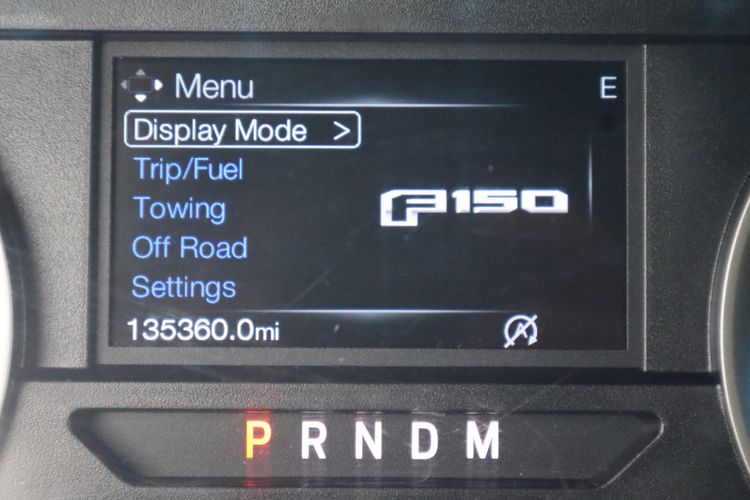 Menu E
Display Mode >
Trip/Fuel
Towing
F150
Off Road
Settings
135360.0mi
A
P R N D M